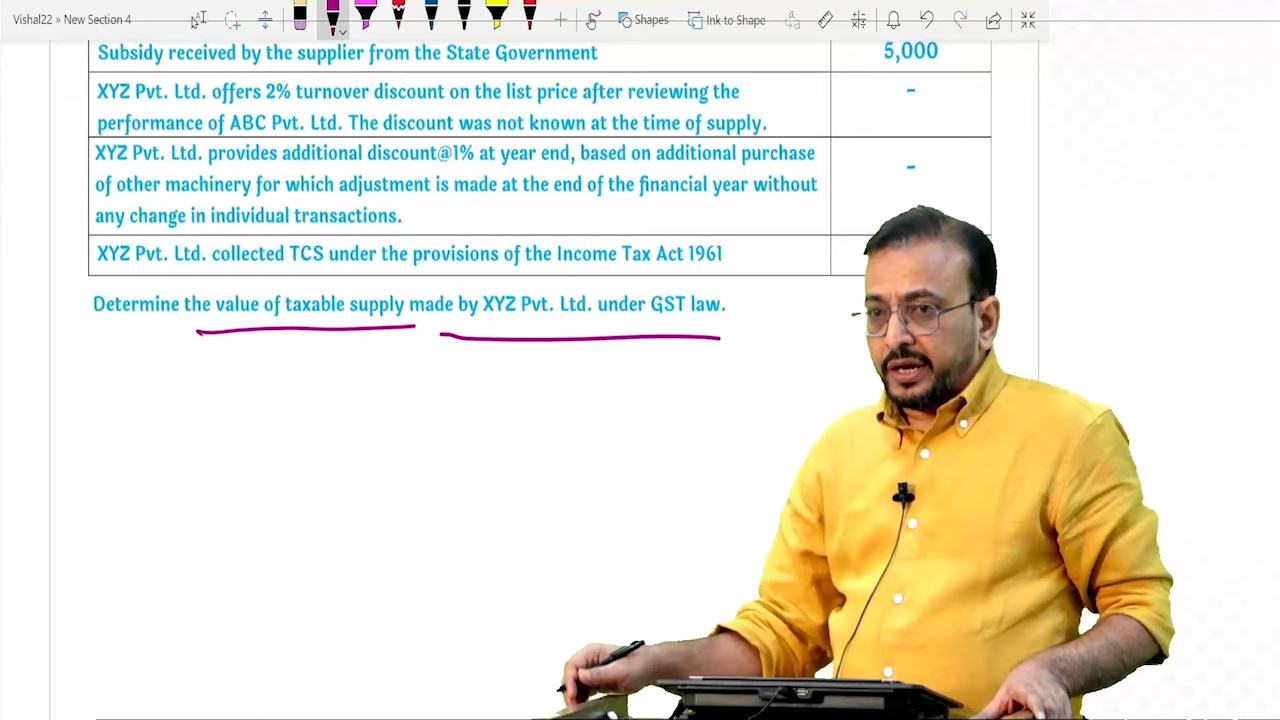 Vishal22 » New Section 4
Shapes
Ink to Shape
Subsidy received by the supplier from the State Government 5,000
XYZ Pvt. Ltd. offers 2% turnover discount on the list price after reviewing the -
performance of ABC Pvt. Ltd. The discount was not known at the time of supply.
XYZ Pvt. Ltd. provides additional discount@1% at year end, based on additional purchase
of other machinery for which adjustment is made at the end of the financial year without -
any change in individual transactions.
XYZ Pvt. Ltd. collected TCS under the provisions of the Income Tax Act 1961
Determine the value of taxable supply made by XYZ Pvt. Ltd. under GST law.